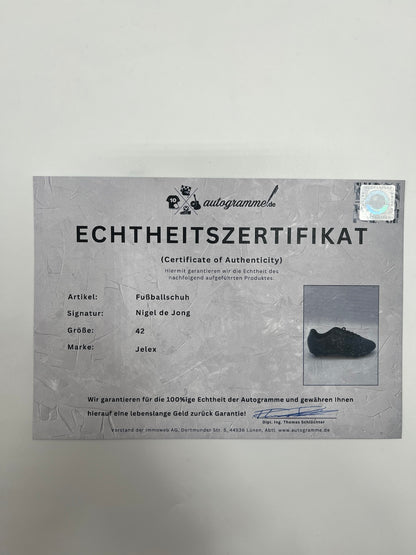 10
autogramme.de
ECHTHEITSZERTIFIKAT
(Certificate of Authenticity)
Hiermit garantieren wir die Echtheit des
nachfolgend aufgeführten Produktes.
Artikel: Fußballschuh
Signatur: Nigel de Jong
Größe: 42
Marke: Jelex
Wir garantieren für die 100%ige Echtheit der Autogramme und gewähren Ihnen
hierauf eine lebenslange Geld zurück Garantie!
Dipl. Ing. Thomas Schlüchter
Vorstand der Immoweb AG, Dortmunder Str. 5, 44536 Lünen, Abtl. www.autogramme.de